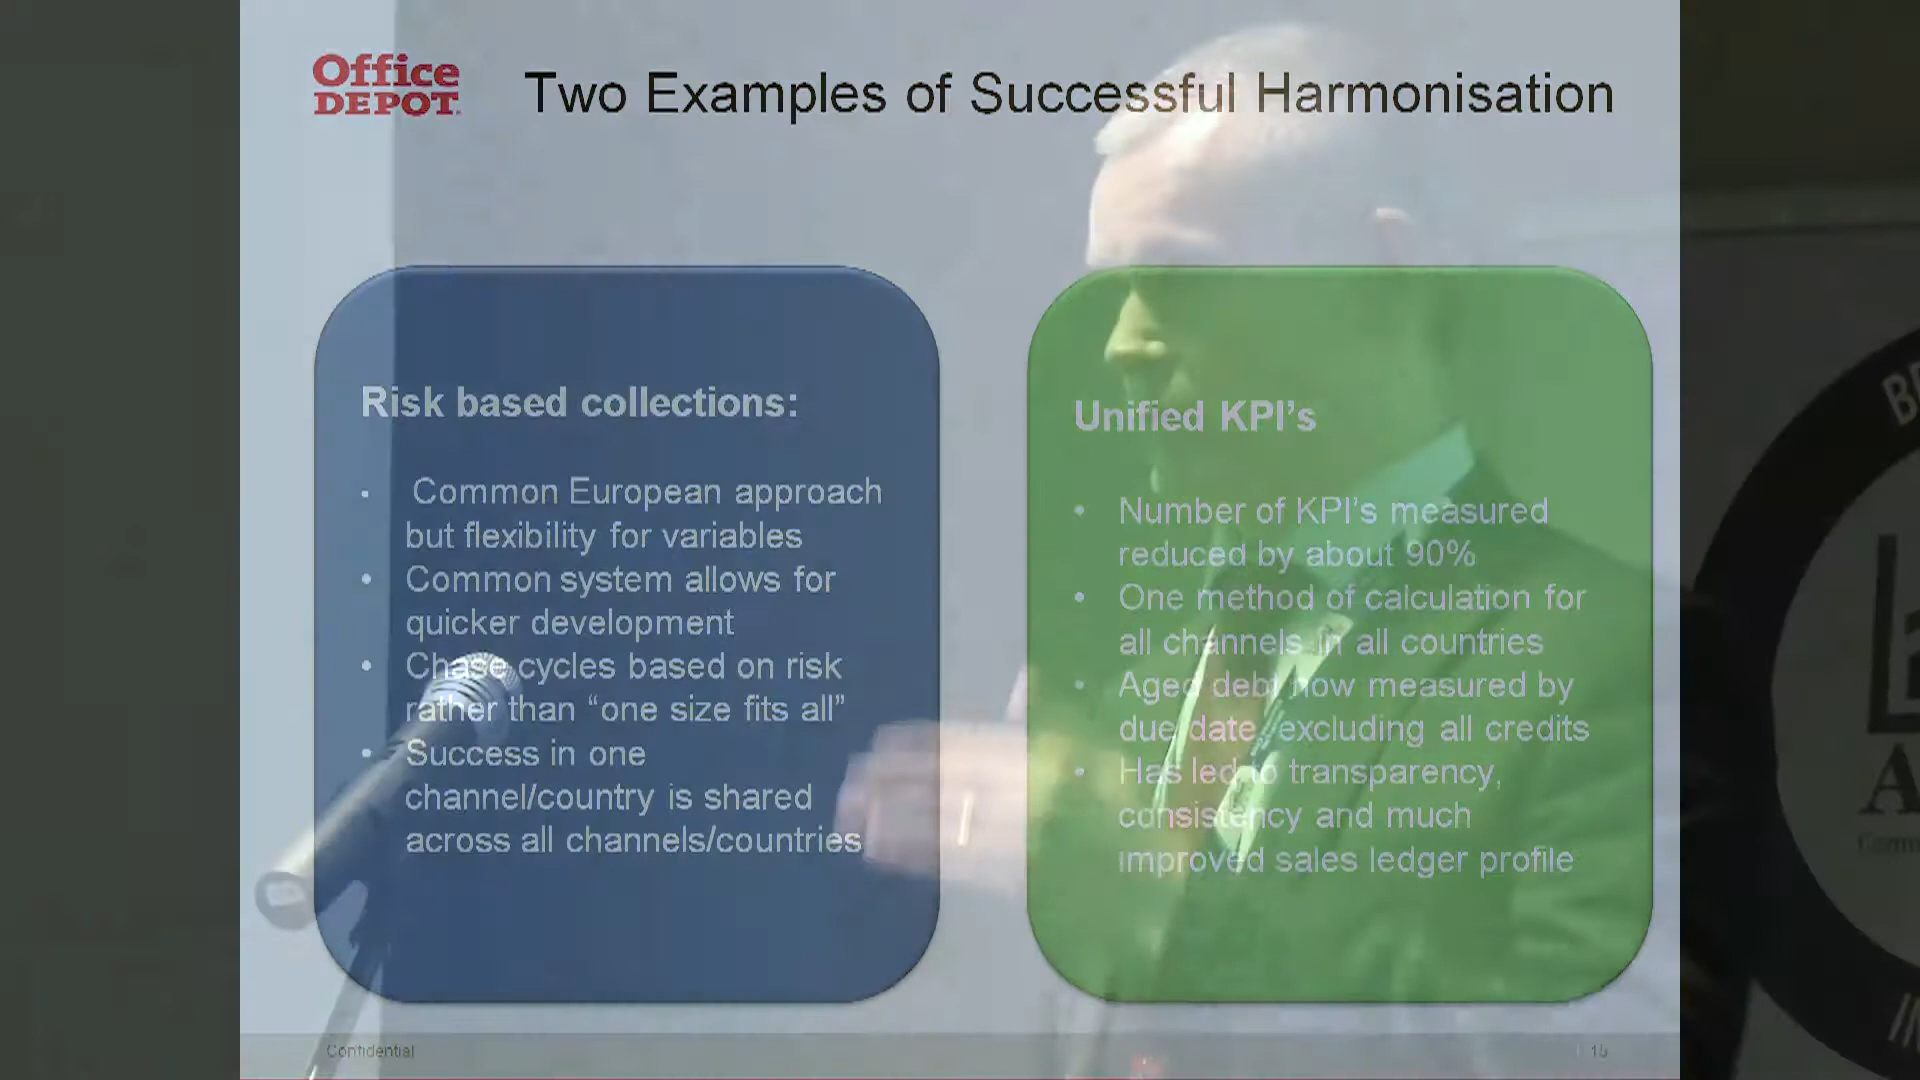 Office
DEPOT
Two Examples of Successful Harmonisation
Risk based collections:
• Common European approach
but flexibility for variables
• Common system allows for
quicker development
• Chase cycles based on risk
rather than “one size fits all”
• Success in one
channel/country is shared
across all channels/countries
Unified KPI’s
• Number of KPI’s measured
reduced by about 90%
• One method of calculation for
all channels in all countries
• Aged debt now measured by
due date, excluding all credits
• Has led to transparency,
consistency and much
improved sales ledger profile
Confidential
15